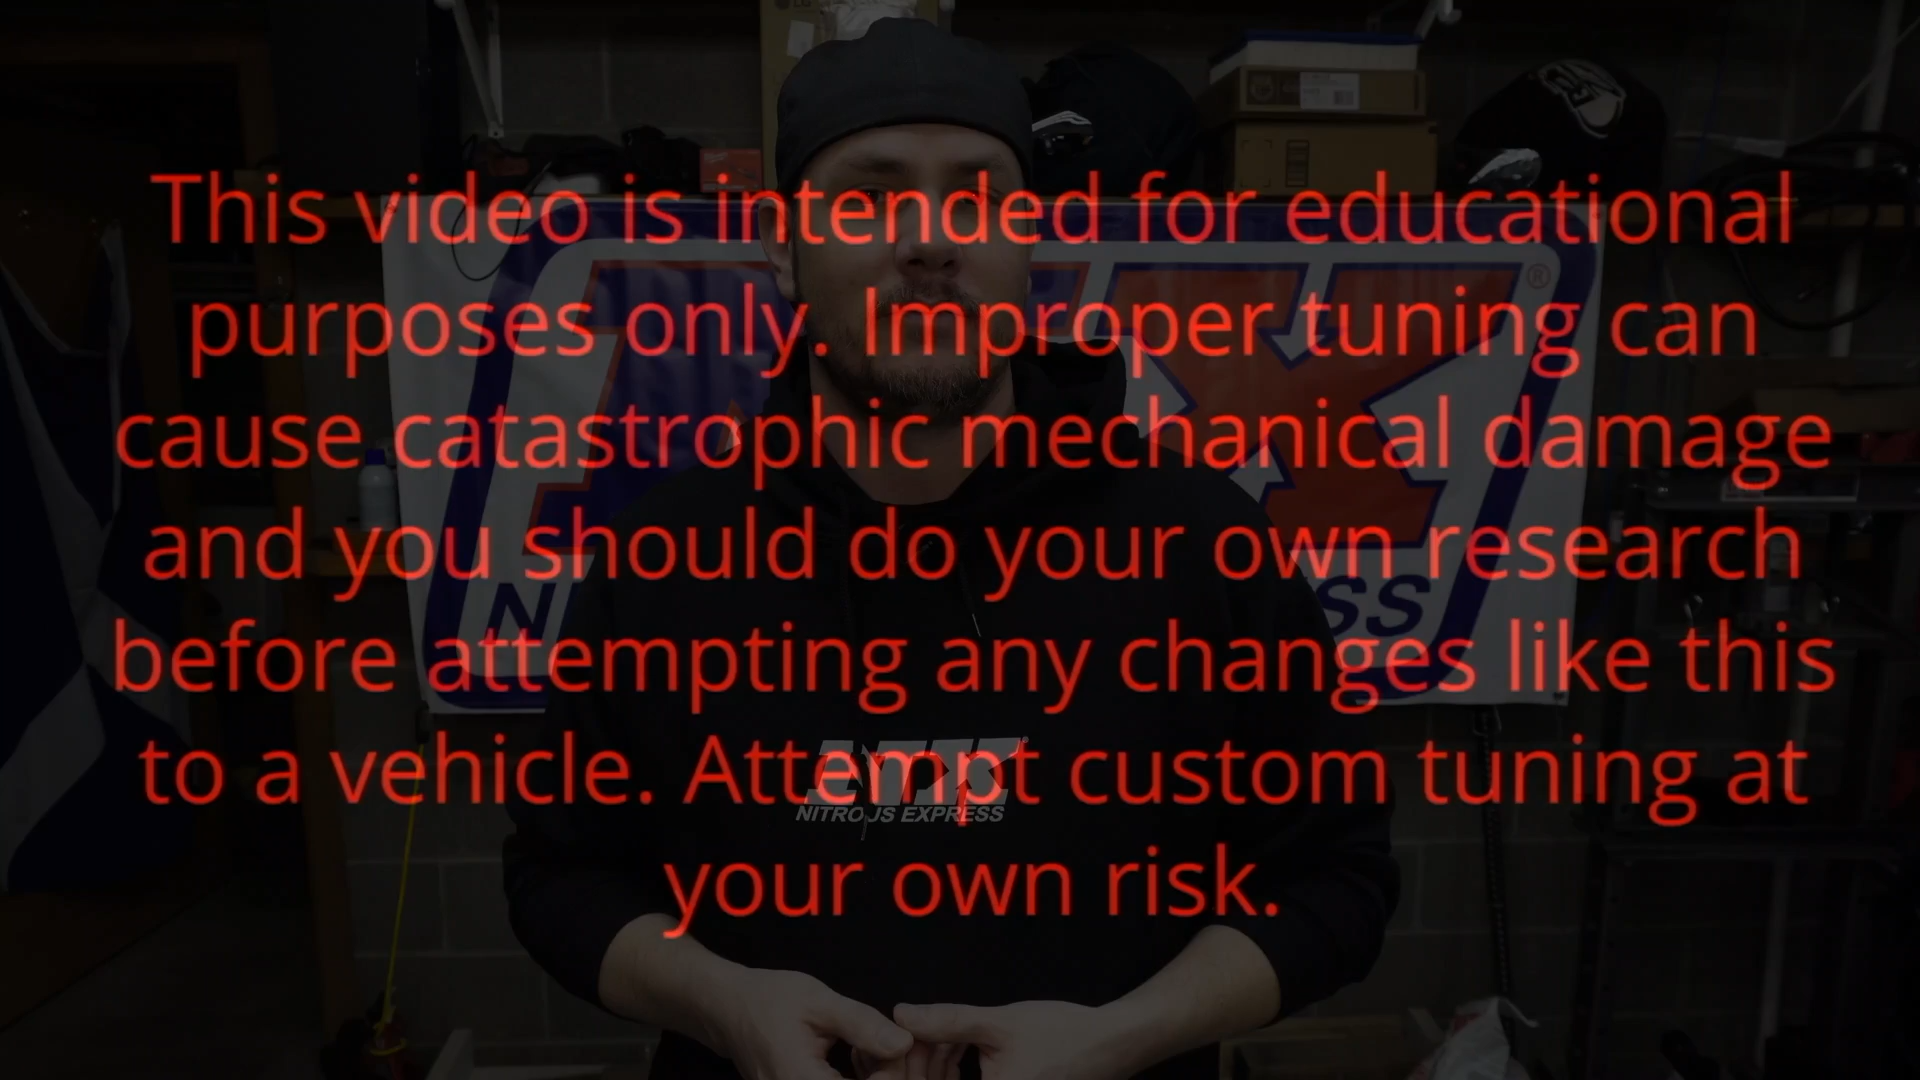 This video is intended for educational
purposes only. Improper tuning can
cause catastrophic mechanical damage
and you should do your own research
before attempting any changes like this
to a vehicle. Attempt custom tuning at
your own risk.
NX
NITROUS EXPRESS